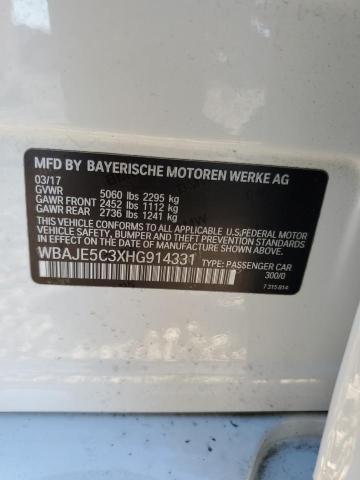 MFD BY BAYERISCHE MOTOREN WERKE AG
03/17
GVWR 5060 lbs 2295 kg
GAWR FRONT 2452 lbs 1112 kg
GAWR REAR 2736 lbs 1241 kg
THIS VEHICLE CONFORMS TO ALL APPLICABLE U.S.FEDERAL
MOTOR VEHICLE SAFETY,
BUMPER, AND THEFT PREVENTION STANDARDS IN EFFECT
ON THE DATE OF MANUFACTURE SHOWN ABOVE.
WBAJE5C3XHG914331 TYPE: PASSENGER CAR
300/0
7 315 814